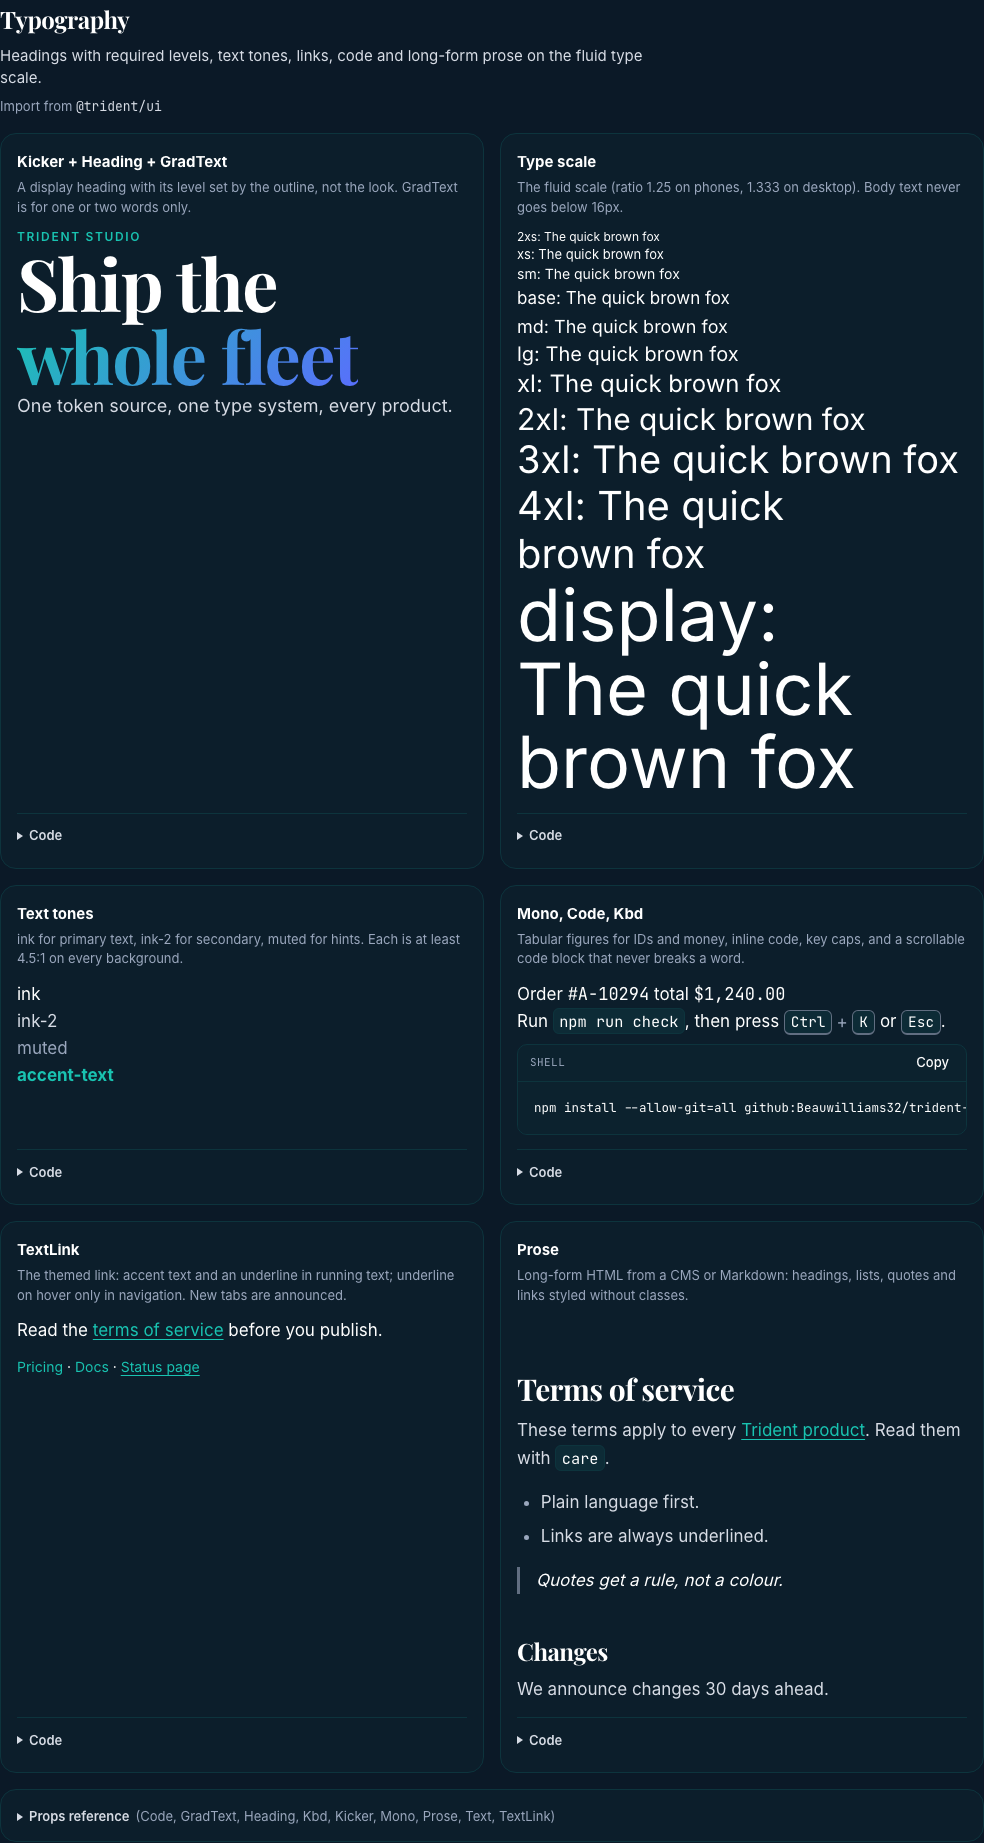 Typography
Headings with required levels, text tones, links, code and long-form prose on the fluid type
scale.
Import from @trident/ui
Kicker + Heading + GradText
A display heading with its level set by the outline, not the look. GradText
is for one or two words only.
TRIDENT STUDIO
Ship the
whole fleet
One token source, one type system, every product.
Code
Type scale
The fluid scale (ratio 1.25 on phones, 1.333 on desktop). Body text never
goes below 16px.
2xs: The quick brown fox
xs: The quick brown fox
sm: The quick brown fox
base: The quick brown fox
md: The quick brown fox
lg: The quick brown fox
xl: The quick brown fox
2xl: The quick brown fox
3xl: The quick brown fox
4xl: The quick
brown fox
display:
The quick
brown fox
Code
Text tones
ink for primary text, ink-2 for secondary, muted for hints. Each is at least
4.5:1 on every background.
ink
ink-2
muted
accent-text
Code
Mono, Code, Kbd
Tabular figures for IDs and money, inline code, key caps, and a scrollable
code block that never breaks a word.
Order #A-10294 total $1,240.00
Run npm run check, then press Ctrl + K or Esc.
SHELL
Copy
npm install --allow-git=all github:Beauwilliams32/trident-
Code
TextLink
The themed link: accent text and an underline in running text; underline
on hover only in navigation. New tabs are announced.
Read the terms of service before you publish.
Pricing · Docs · Status page
Code
Prose
Long-form HTML from a CMS or Markdown: headings, lists, quotes and
links styled without classes.
Terms of service
These terms apply to every Trident product. Read them
with care.
• Plain language first.
• Links are always underlined.
Quotes get a rule, not a colour.
Changes
We announce changes 30 days ahead.
Code
Props reference (Code, GradText, Heading, Kbd, Kicker, Mono, Prose, Text, TextLink)